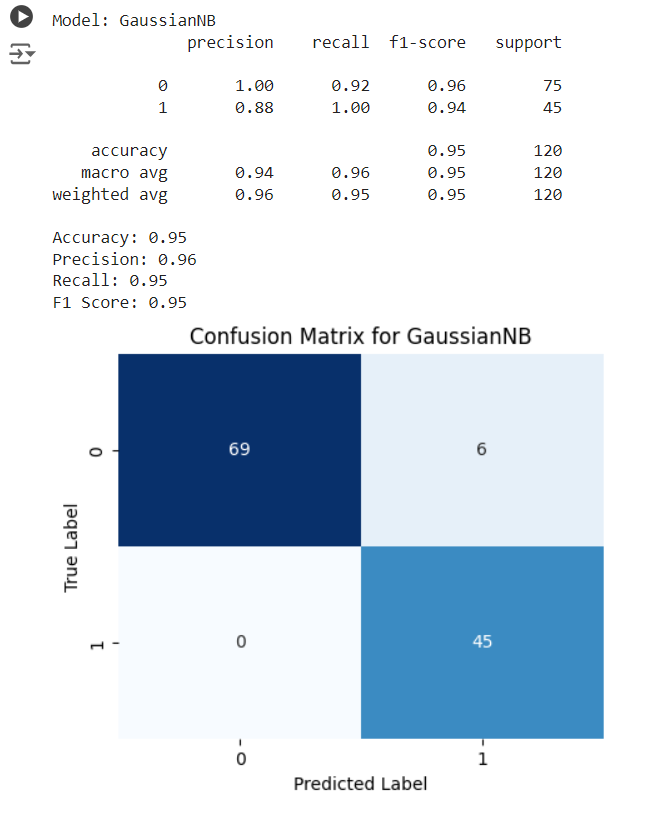 Model: GaussianNB
precision recall f1-score support
0 1.00 0.92 0.96 75
1 0.88 1.00 0.94 45
accuracy 0.95 120
macro avg 0.94 0.96 0.95 120
weighted avg 0.96 0.95 0.95 120
Accuracy: 0.95
Precision: 0.96
Recall: 0.95
F1 Score: 0.95
Confusion Matrix for GaussianNB
0
69 6
True Label
1
0 45
0 1
Predicted Label